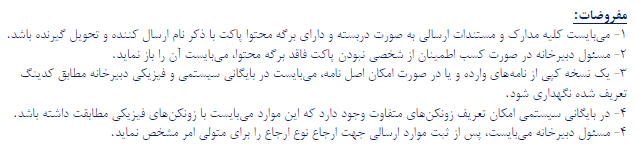 مفروضات:
۱- می‌بایست کلیه مدارک و مستندات ارسالی به صورت دربسته و دارای برگه محتوا پاکت با ذکر نام ارسال کننده و تحویل گیرنده باشد.
۲- مسئول دبیرخانه در صورت کسب اطمینان از شخصی نبودن پاکت فاقد برگه محتوا، می‌بایست آن را باز نماید.
۳- یک نسخه کپی از نامه‌های وارده و یا در صورت امکان اصل نامه، می‌بایست در بایگانی سیستمی و فیزیکی دبیرخانه مطابق کدینگ
تعریف شده نگهداری شود.
۴- در بایگانی سیستمی امکان تعریف زونکن‌های متفاوت وجود دارد که این موارد می‌بایست با زونکن‌های فیزیکی مطابقت داشته باشد.
۴- مسئول دبیرخانه می‌بایست، پس از ثبت موارد ارسالی جهت ارجاع نوع ارجاع را برای متولی امر مشخص نماید.